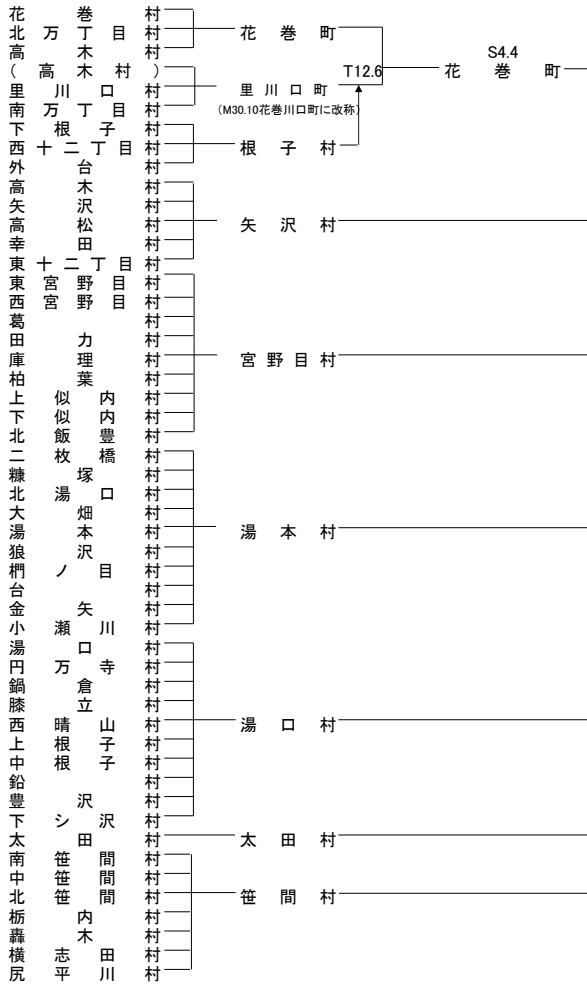 花巻村
北万丁目村 花巻町
高木村 S4.4
(高木村) T12.6 花巻町
里川口村 里川口町
南万丁目村 (M30.10花巻川口町に改称)
下根子村
西十二丁目村 根子村
外台村
高木村
矢沢村
高松村 矢沢村
幸田村
東十二丁目村
東宮野目村
西宮野目村
葛村
田力村
庫理村 宮野目村
柏葉村
上似内村
下似内村
北飯豊村
二枚橋村
糠塚村
北湯口村
大畑村
湯本村 湯本村
狼沢村
椚ノ目村
台村
金矢村
小瀬川村
湯口村
円万寺村
鍋倉村
膝立村
西晴山村 湯口村
上根子村
中根子村
鉛村
豊沢村
下シ沢村
太田村 太田村
南笹間村
中笹間村
北笹間村 笹間村
栃内村
轟木村
横志田村
尻平川村